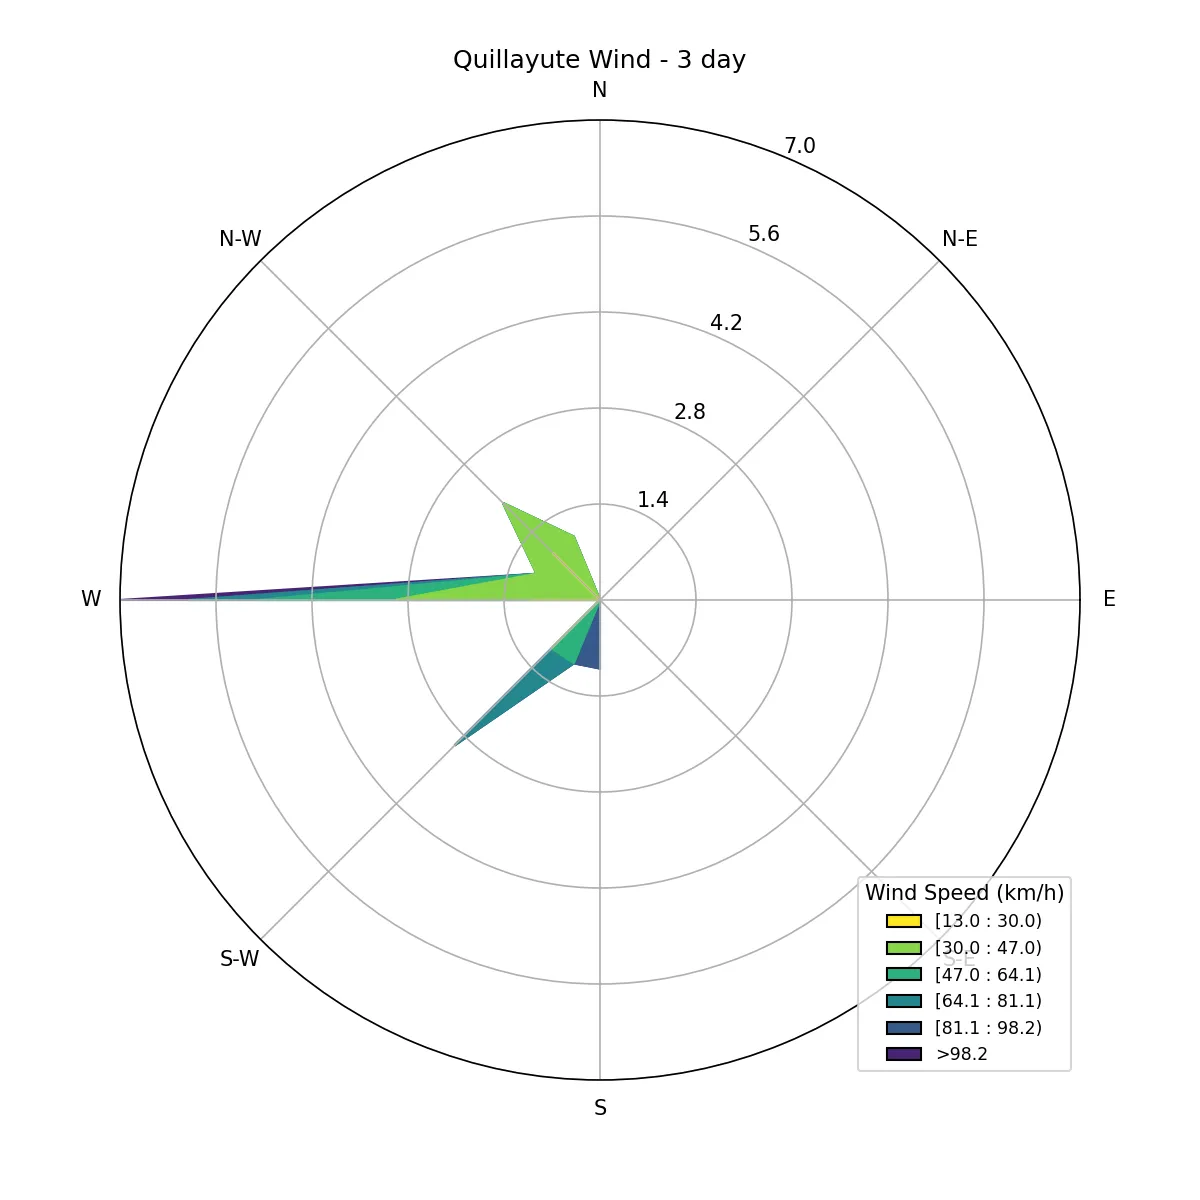 Quillayute Wind - 3 day
N
7.0
5.6
N-W
N-E
4.2
2.8
1.4
W
E
Wind Speed (km/h)
[13.0 : 30.0)
[30.0 : 47.0)
S-W
S-E
[47.0 : 64.1)
[64.1 : 81.1)
[81.1 : 98.2)
>98.2
S